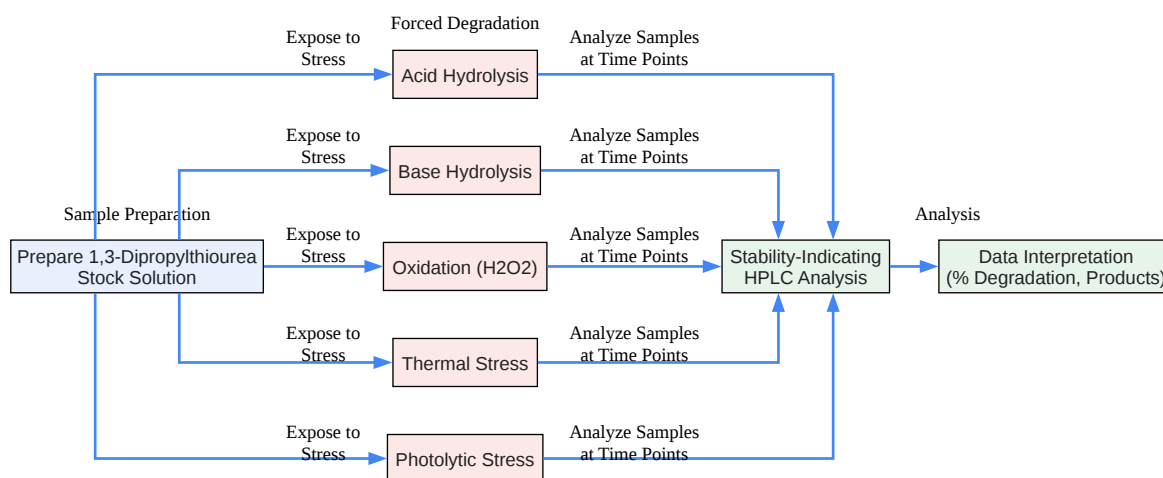 Forced Degradation
Expose to
Stress
Acid Hydrolysis
Analyze Samples
at Time Points
Expose to
Stress
Base Hydrolysis
Analyze Samples
at Time Points
Sample Preparation
Analysis
Prepare 1,3-Dipropylthiourea
Stock Solution
Expose to
Stress
Oxidation (H2O2)
Analyze Samples
at Time Points
Stability-Indicating
HPLC Analysis
Data Interpretation
(% Degradation, Products)
Expose to
Stress
Thermal Stress
Analyze Samples
at Time Points
Expose to
Stress
Photolytic Stress
Analyze Samples
at Time Points